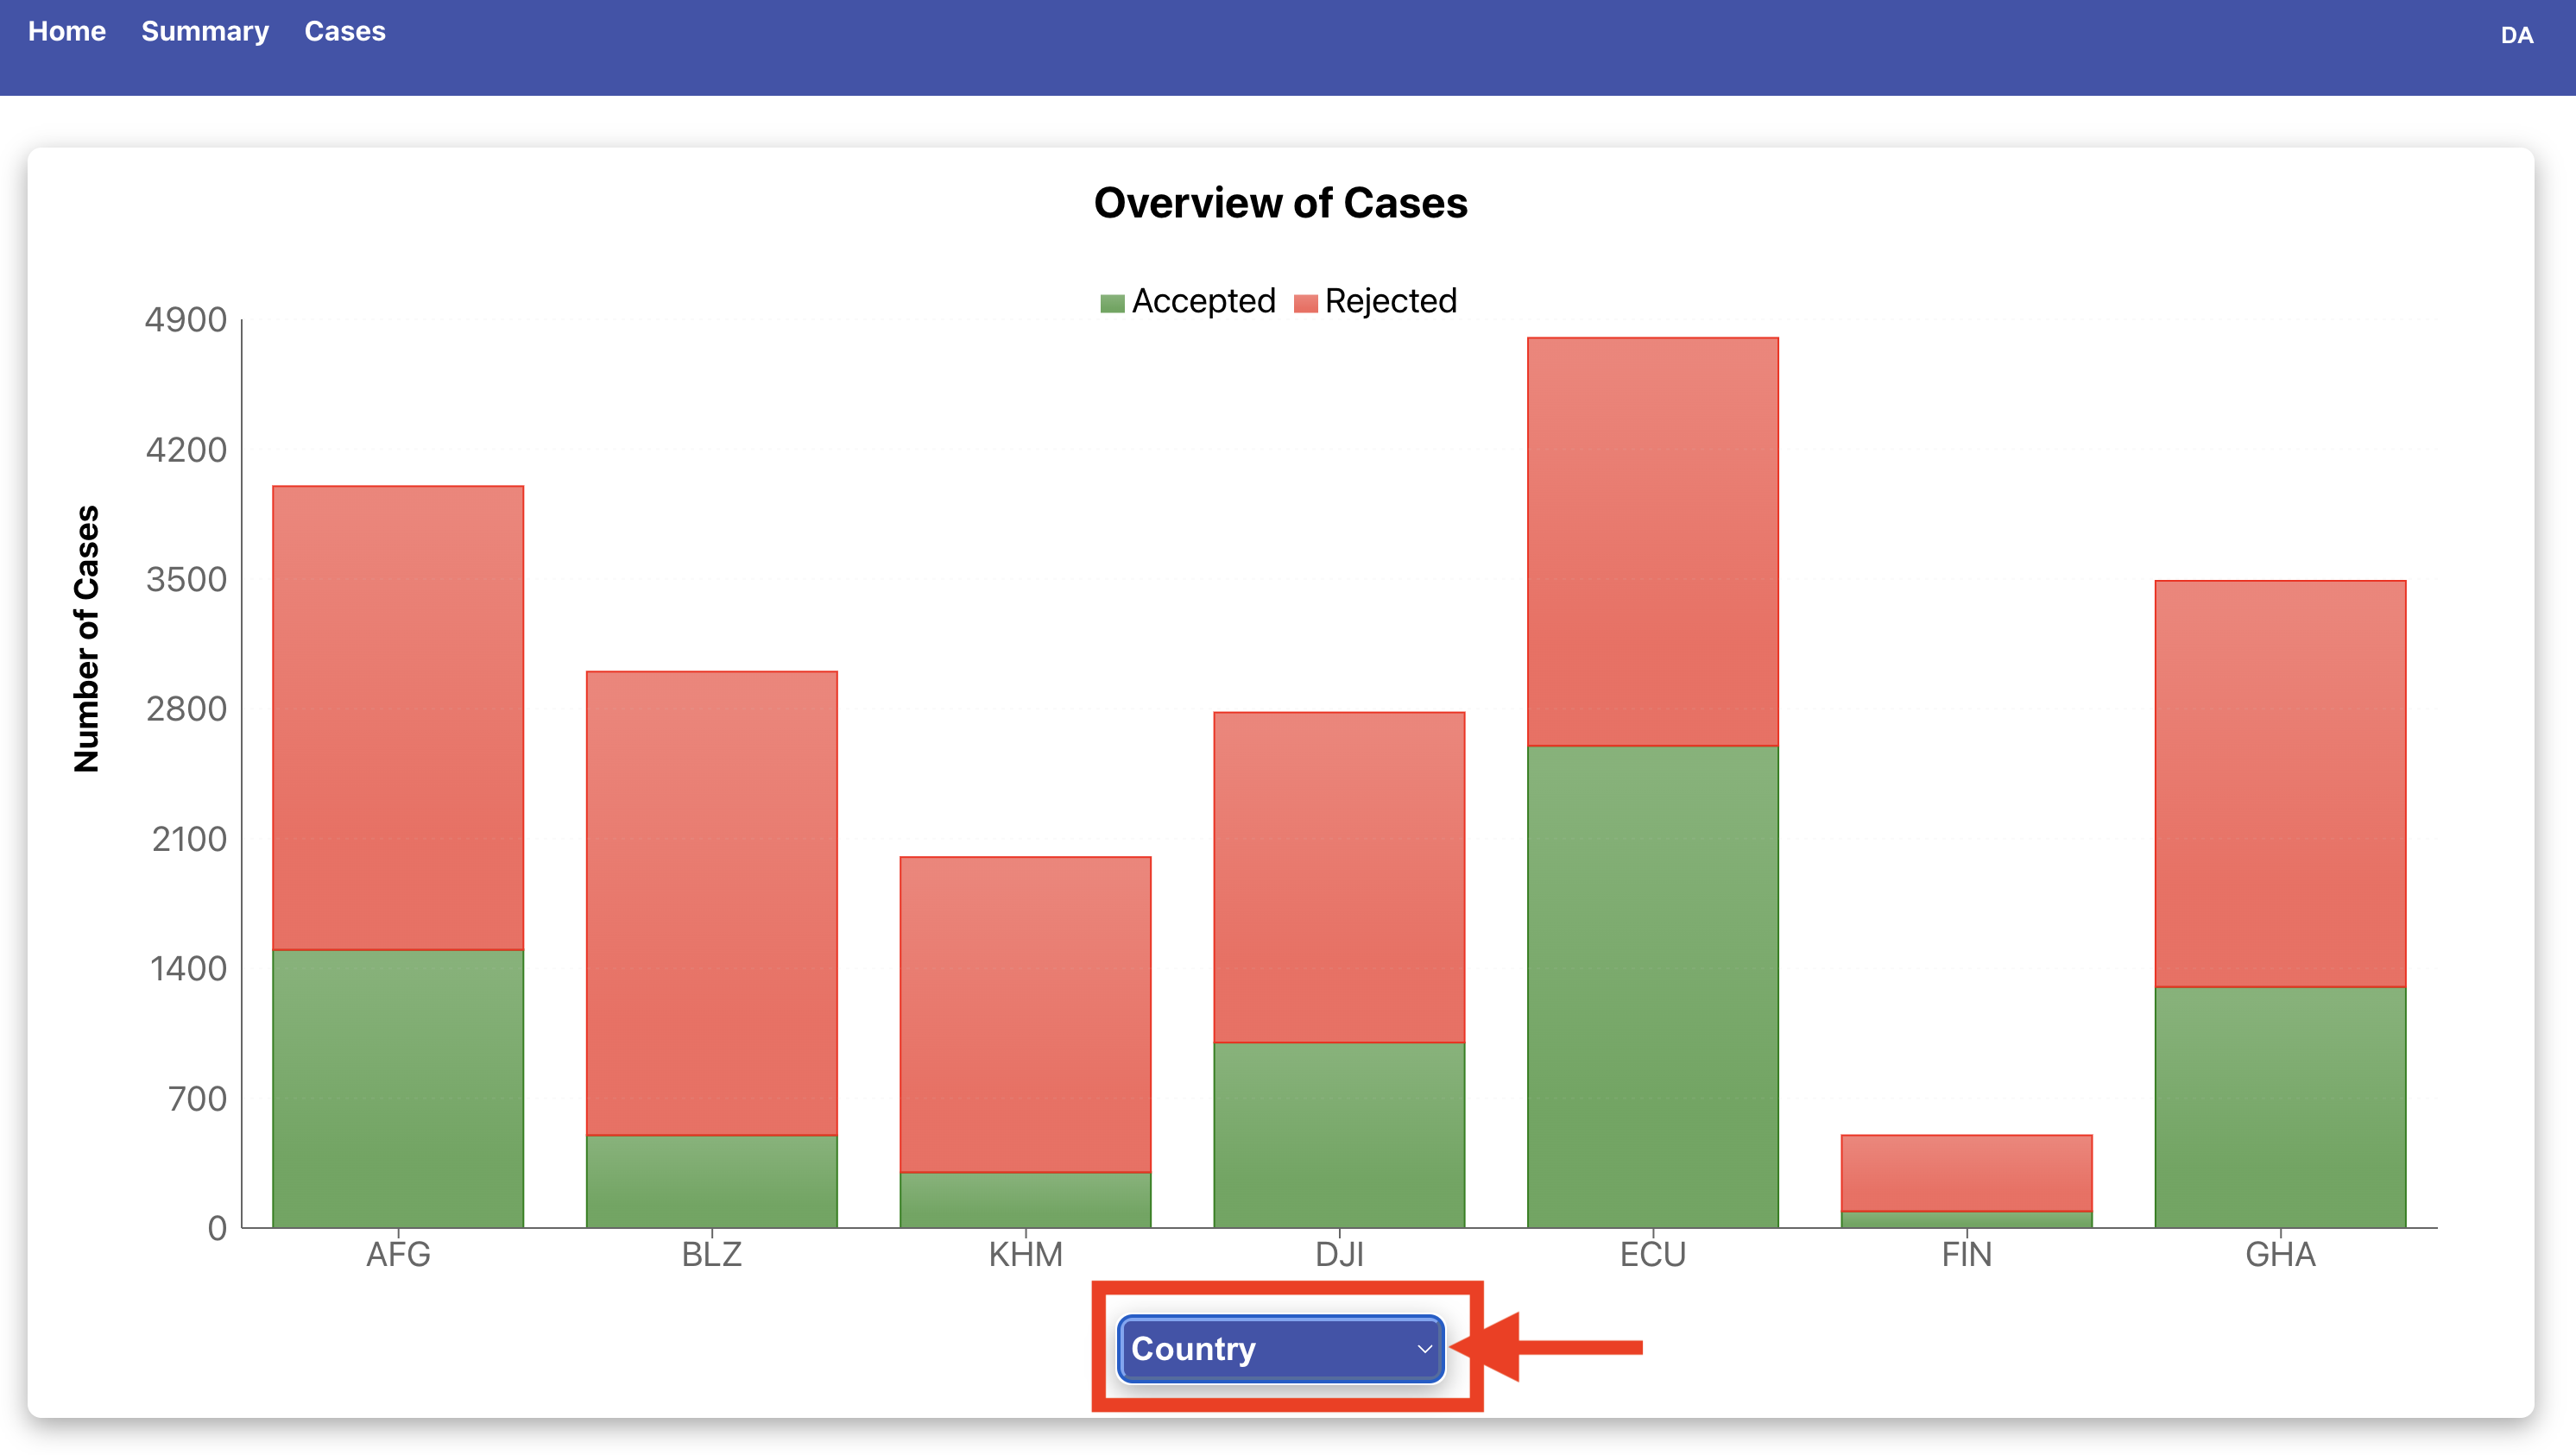 Home Summary Cases DA
Overview of Cases
Accepted Rejected
4900
4200
3500
2800
2100
1400
700
0
Number of Cases
AFG BLZ KHM DJI ECU FIN GHA
Country